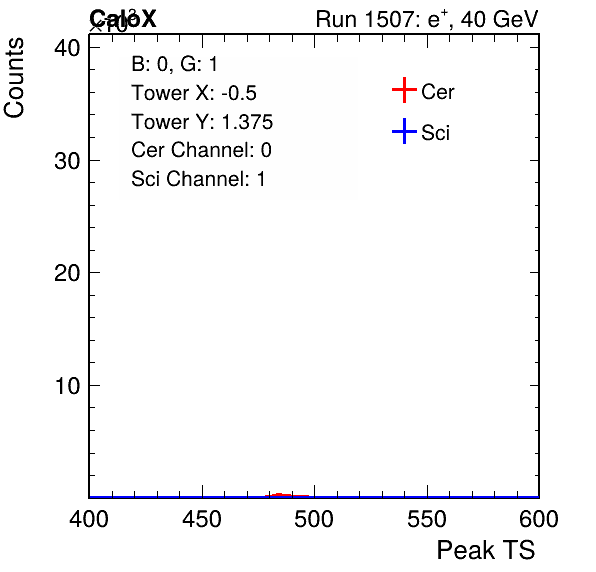 CaloX
×10³
Run 1507: e⁺, 40 GeV
Counts
B: 0, G: 1
Tower X: -0.5
Tower Y: 1.375
Cer Channel: 0
Sci Channel: 1
Cer
Sci
40
30
20
10
400 450 500 550 600
Peak TS